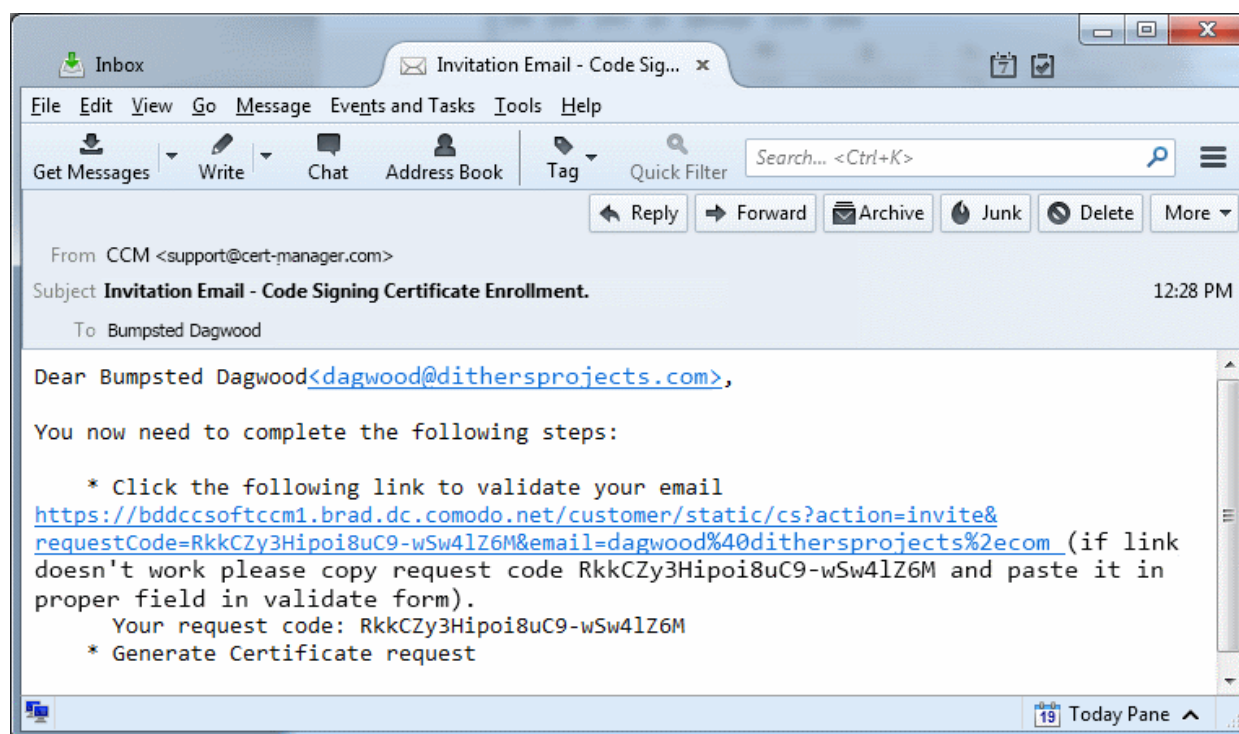 Inbox
Invitation Email - Code Sig...
7
File Edit View Go Message Events and Tasks Tools Help
Get Messages Write Chat Address Book Tag Quick Filter Search... <Ctrl+K>
Reply Forward Archive Junk Delete More
From CCM <support@cert-manager.com>
Subject Invitation Email - Code Signing Certificate Enrollment. 12:28 PM
To Bumpsted Dagwood
Dear Bumpsted Dagwood<dagwood@dithersprojects.com>,
You now need to complete the following steps:
* Click the following link to validate your email
https://bddccsoftccm1.brad.dc.comodo.net/customer/static/cs?action=invite&
requestCode=RkkCZy3Hipoi8uC9-wSw4lZ6M&email=dagwood%40dithersprojects%2ecom (if link
doesn't work please copy request code RkkCZy3Hipoi8uC9-wSw4lZ6M and paste it in
proper field in validate form).
Your request code: RkkCZy3Hipoi8uC9-wSw4lZ6M
* Generate Certificate request
19 Today Pane